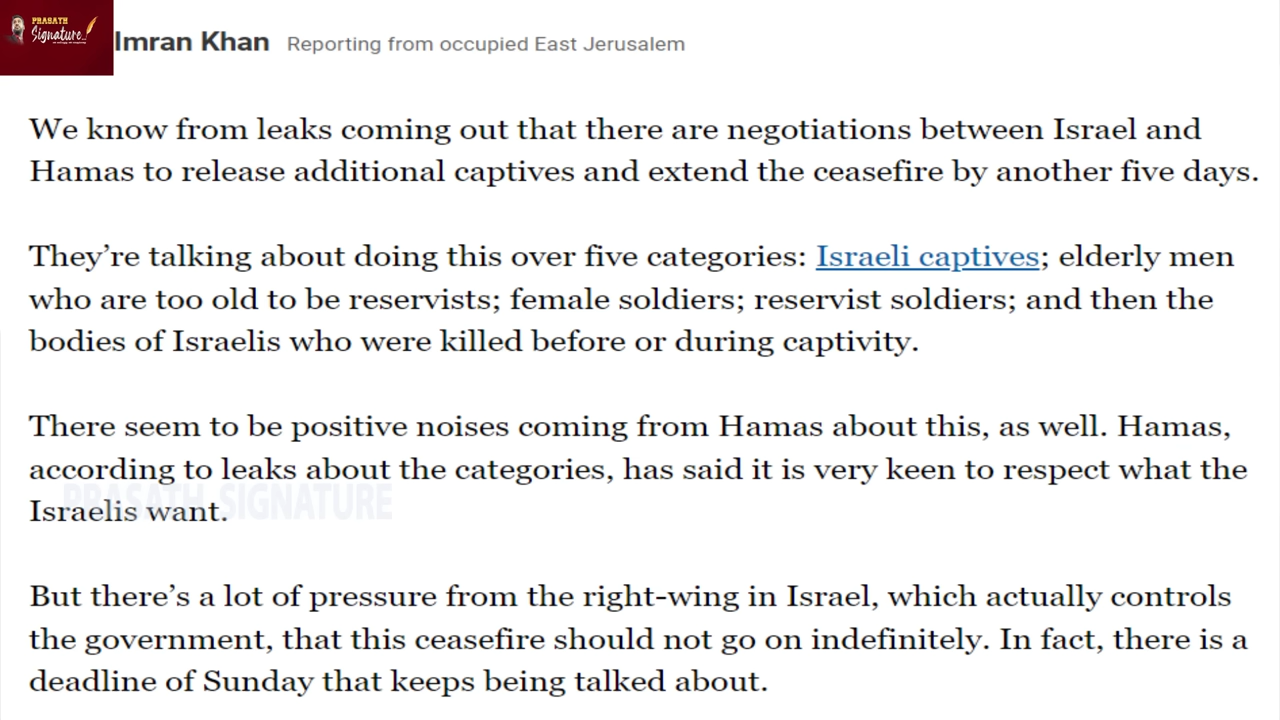 PRASATH
Signature..!
Imran Khan Reporting from occupied East Jerusalem
We know from leaks coming out that there are negotiations between Israel and
Hamas to release additional captives and extend the ceasefire by another five days.
They’re talking about doing this over five categories: Israeli captives; elderly men
who are too old to be reservists; female soldiers; reservist soldiers; and then the
bodies of Israelis who were killed before or during captivity.
There seem to be positive noises coming from Hamas about this, as well. Hamas,
according to leaks about the categories, has said it is very keen to respect what the
PRASATH SIGNATURE
Israelis want.
But there’s a lot of pressure from the right-wing in Israel, which actually controls
the government, that this ceasefire should not go on indefinitely. In fact, there is a
deadline of Sunday that keeps being talked about.